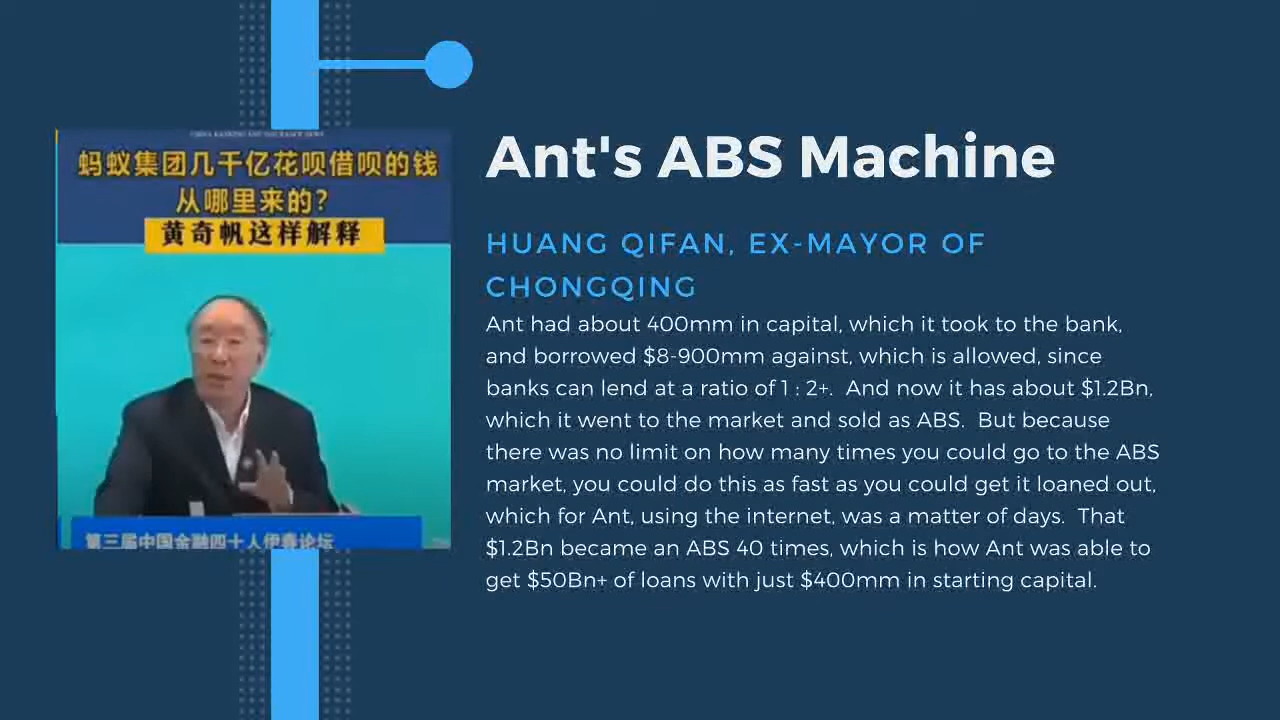 CHINA BANKING AND INSURANCE NEWS
蚂蚁集团几千亿花呗借呗的钱
从哪里来的？
黄奇帆这样解释
第三届中国金融四十人伊春论坛
Ant's ABS Machine
HUANG QIFAN, EX-MAYOR OF
CHONGQING
Ant had about 400mm in capital, which it took to the bank,
and borrowed $8-900mm against, which is allowed, since
banks can lend at a ratio of 1 : 2+.  And now it has about $1.2Bn,
which it went to the market and sold as ABS.  But because
there was no limit on how many times you could go to the ABS
market, you could do this as fast as you could get it loaned out,
which for Ant, using the internet, was a matter of days.  That
$1.2Bn became an ABS 40 times, which is how Ant was able to
get $50Bn+ of loans with just $400mm in starting capital.